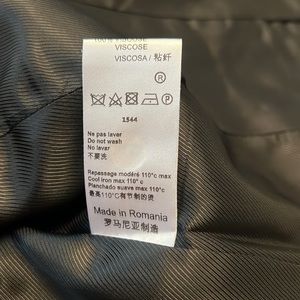 100% VISCOSE
VISCOSE
VISCOSA / 粘纤
®
P
1544
Ne pas laver
Do not wash
No lavar
不要洗
Repassage modéré 110°c max
Cool iron max 110° c
Planchado suave max 110°c
最高110°C有节制的烫
Made in Romania
罗马尼亚制造